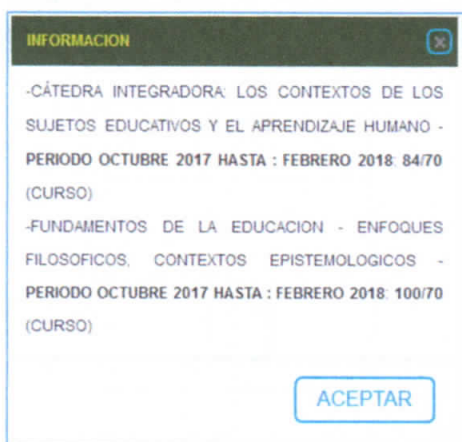 INFORMACION
-CÁTEDRA INTEGRADORA: LOS CONTEXTOS DE LOS
SUJETOS EDUCATIVOS Y EL APRENDIZAJE HUMANO -
PERIODO OCTUBRE 2017 HASTA : FEBRERO 2018: 84/70
(CURSO)
-FUNDAMENTOS DE LA EDUCACION - ENFOQUES
FILOSOFICOS, CONTEXTOS EPISTEMOLOGICOS -
PERIODO OCTUBRE 2017 HASTA : FEBRERO 2018: 100/70
(CURSO)
ACEPTAR